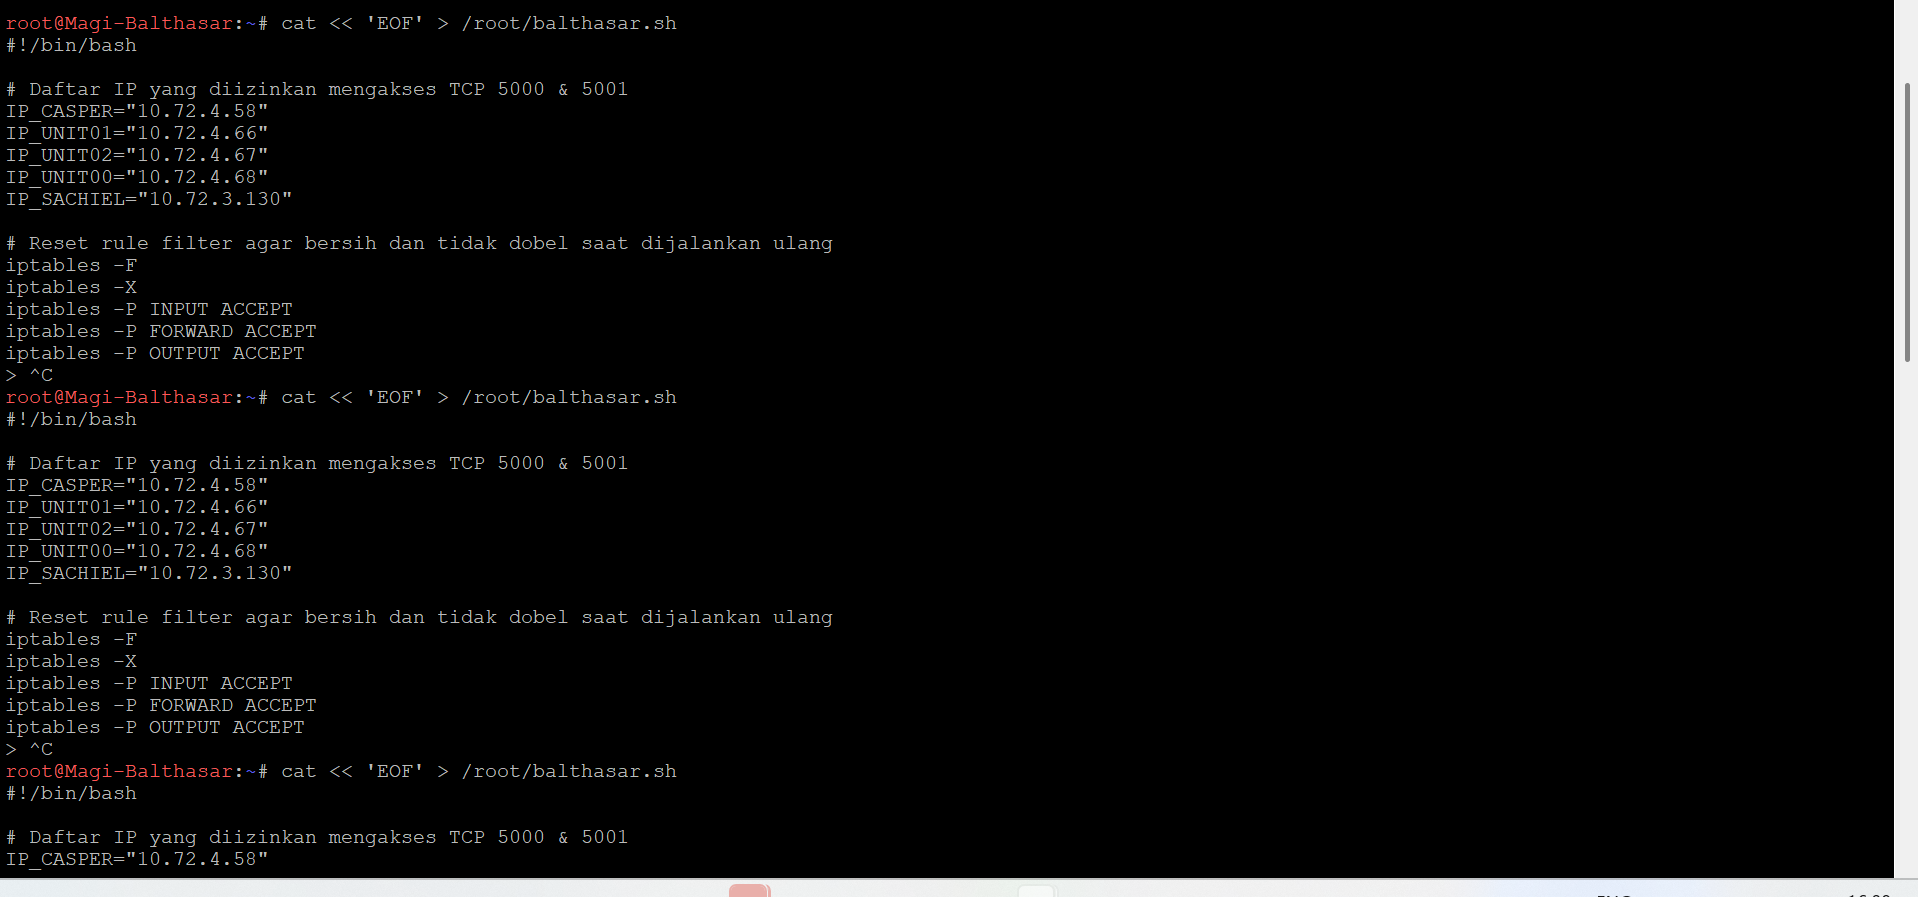 root@Magi-Balthasar:~# cat << 'EOF' > /root/balthasar.sh
#!/bin/bash

# Daftar IP yang diizinkan mengakses TCP 5000 & 5001
IP_CASPER="10.72.4.58"
IP_UNIT01="10.72.4.66"
IP_UNIT02="10.72.4.67"
IP_UNIT00="10.72.4.68"
IP_SACHIEL="10.72.3.130"

# Reset rule filter agar bersih dan tidak dobel saat dijalankan ulang
iptables -F
iptables -X
iptables -P INPUT ACCEPT
iptables -P FORWARD ACCEPT
iptables -P OUTPUT ACCEPT
> ^C
root@Magi-Balthasar:~# cat << 'EOF' > /root/balthasar.sh
#!/bin/bash

# Daftar IP yang diizinkan mengakses TCP 5000 & 5001
IP_CASPER="10.72.4.58"
IP_UNIT01="10.72.4.66"
IP_UNIT02="10.72.4.67"
IP_UNIT00="10.72.4.68"
IP_SACHIEL="10.72.3.130"

# Reset rule filter agar bersih dan tidak dobel saat dijalankan ulang
iptables -F
iptables -X
iptables -P INPUT ACCEPT
iptables -P FORWARD ACCEPT
iptables -P OUTPUT ACCEPT
> ^C
root@Magi-Balthasar:~# cat << 'EOF' > /root/balthasar.sh
#!/bin/bash

# Daftar IP yang diizinkan mengakses TCP 5000 & 5001
IP_CASPER="10.72.4.58"